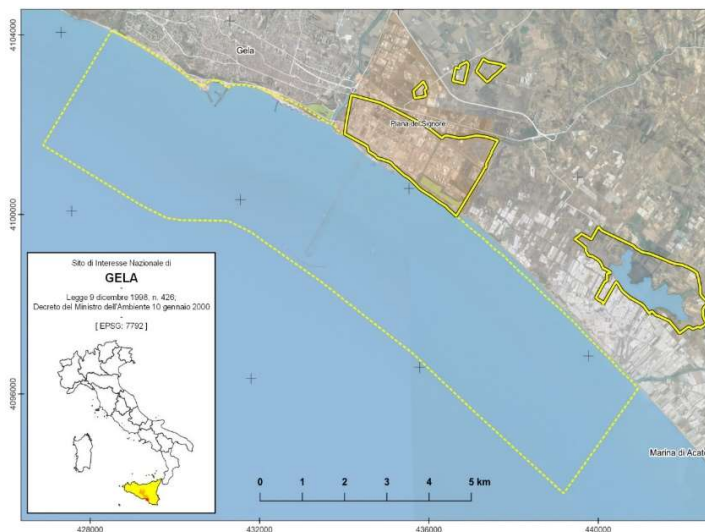 4104000
4100000
4096000
Gela
Piana del Signore
Marina di Acate
Sito di Interesse Nazionale di
GELA
-
Legge 9 dicembre 1998, n. 426;
Decreto del Ministro dell'Ambiente 10 gennaio 2000.
-
[ EPSG: 7792 ]
0 1 2 3 4 5 km
428000 432000 436000 440000